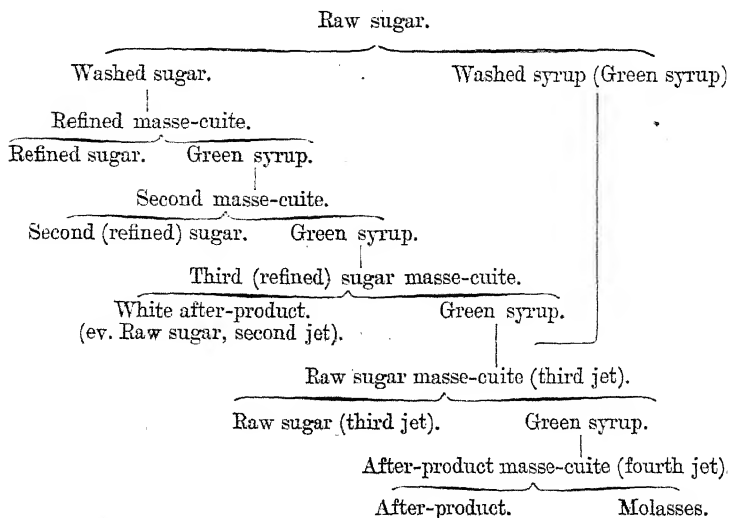 Raw sugar.
Washed sugar. Washed syrup (Green syrup)
Refined masse-cuite.
Refined sugar. Green syrup.
Second masse-cuite.
Second (refined) sugar. Green syrup.
Third (refined) sugar masse-cuite.
White after-product. Green syrup.
(ev. Raw sugar, second jet).
Raw sugar masse-cuite (third jet).
Raw sugar (third jet). Green syrup.
After-product masse-cuite (fourth jet)
After-product. Molasses.